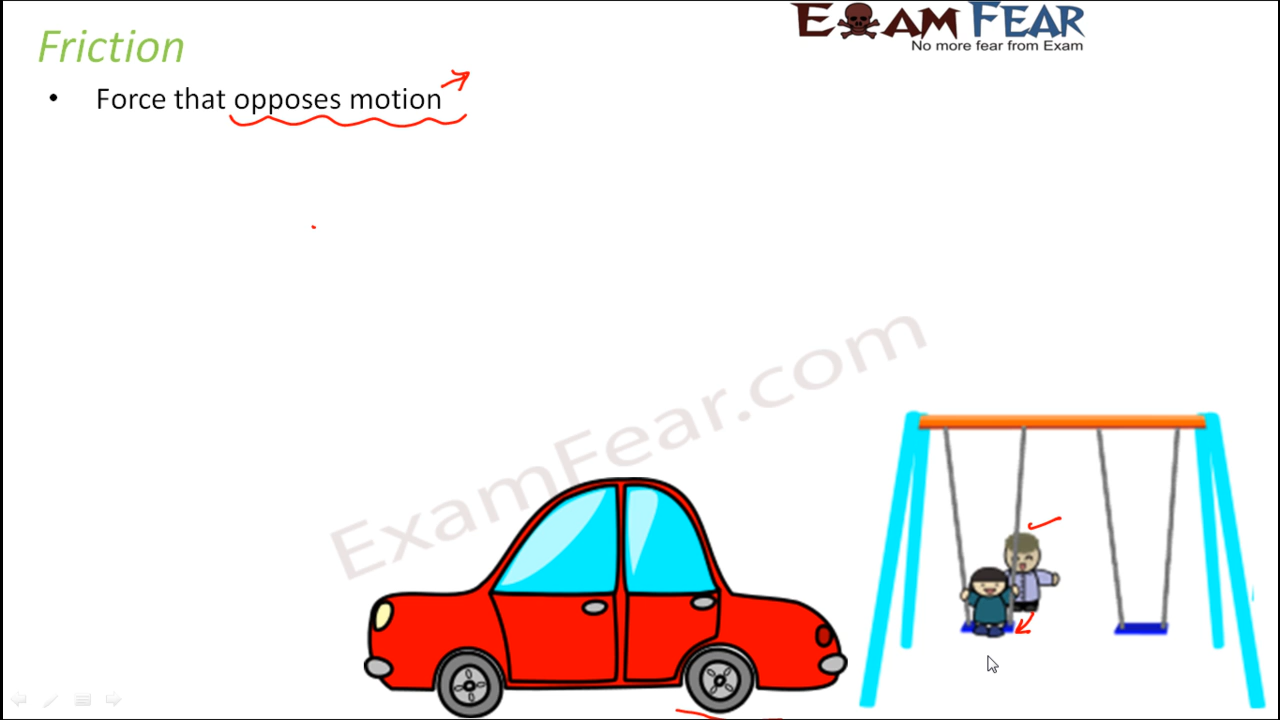 Friction
EXAM FEAR
No more fear from Exam
• Force that opposes motion
ExamFear.com